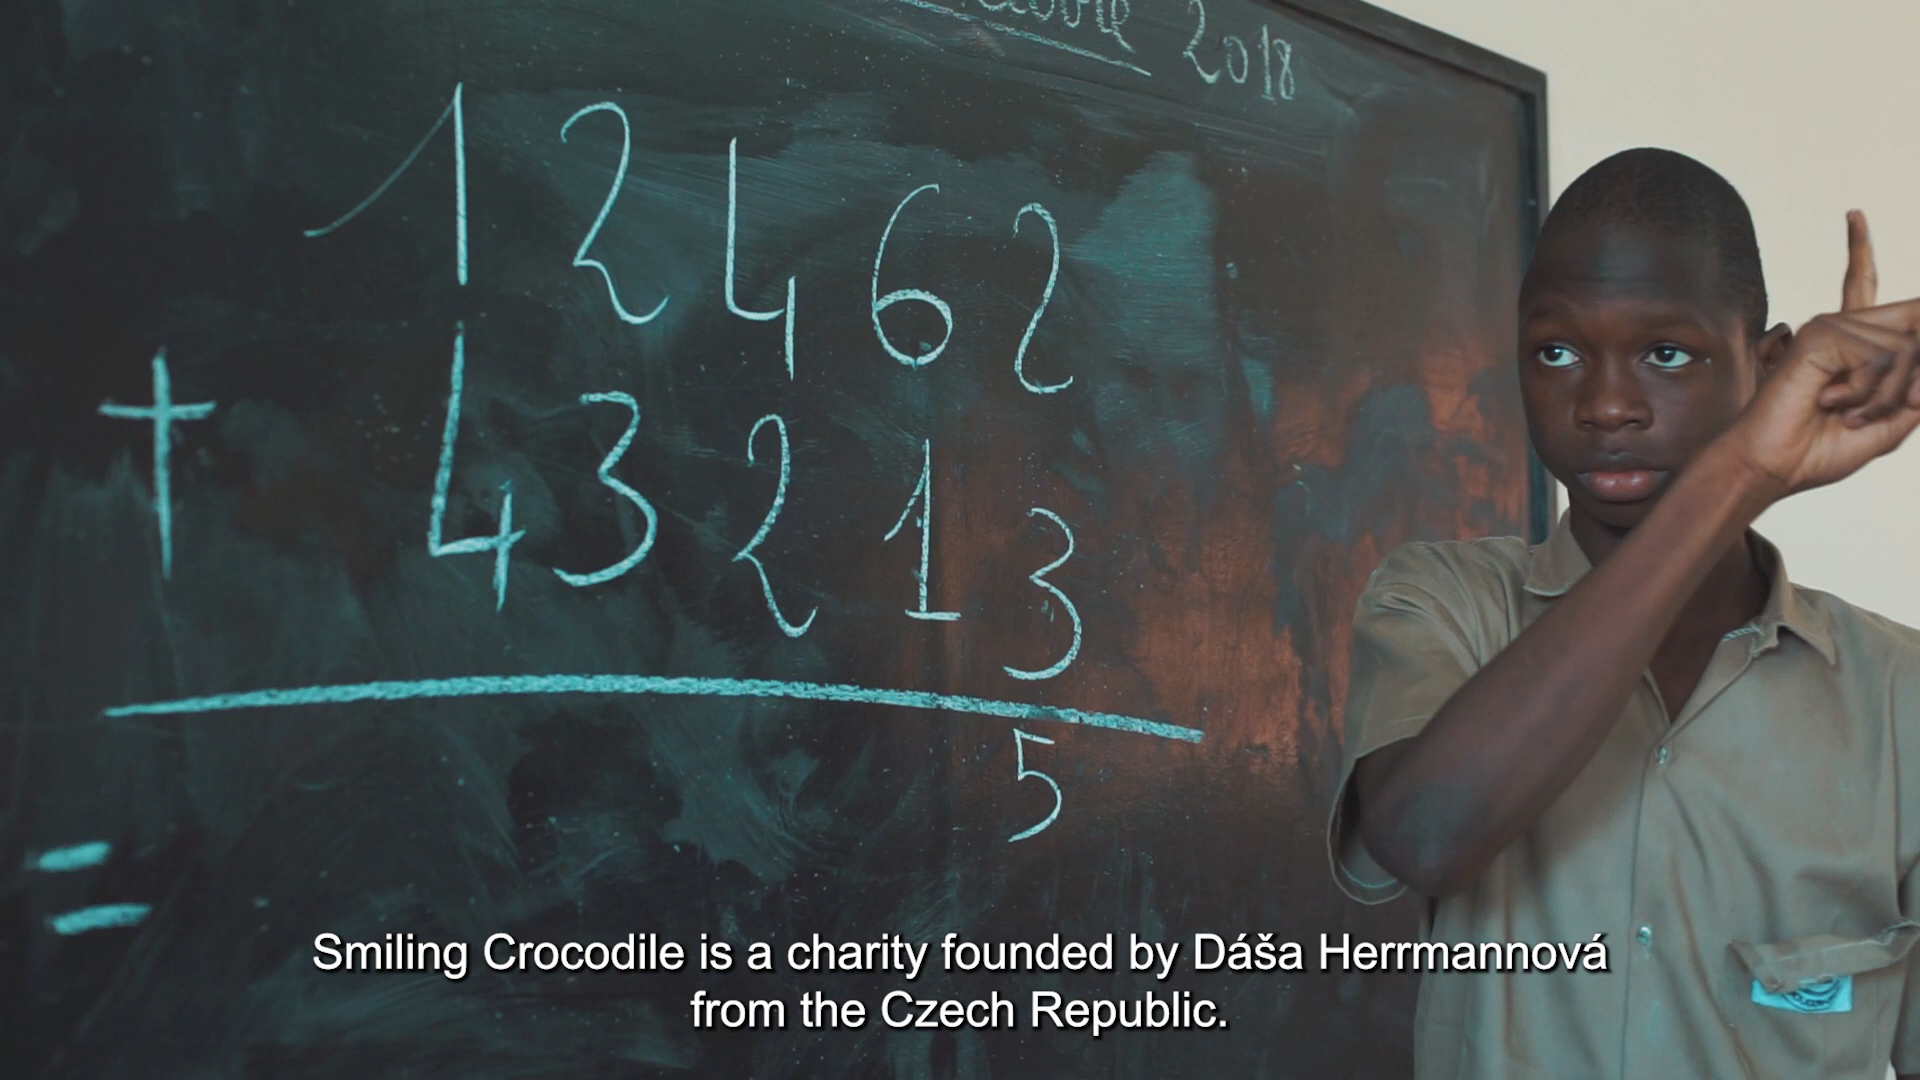 2018
12462
+ 43213
5
=
Smiling Crocodile is a charity founded by Dáša Herrmannová
from the Czech Republic.